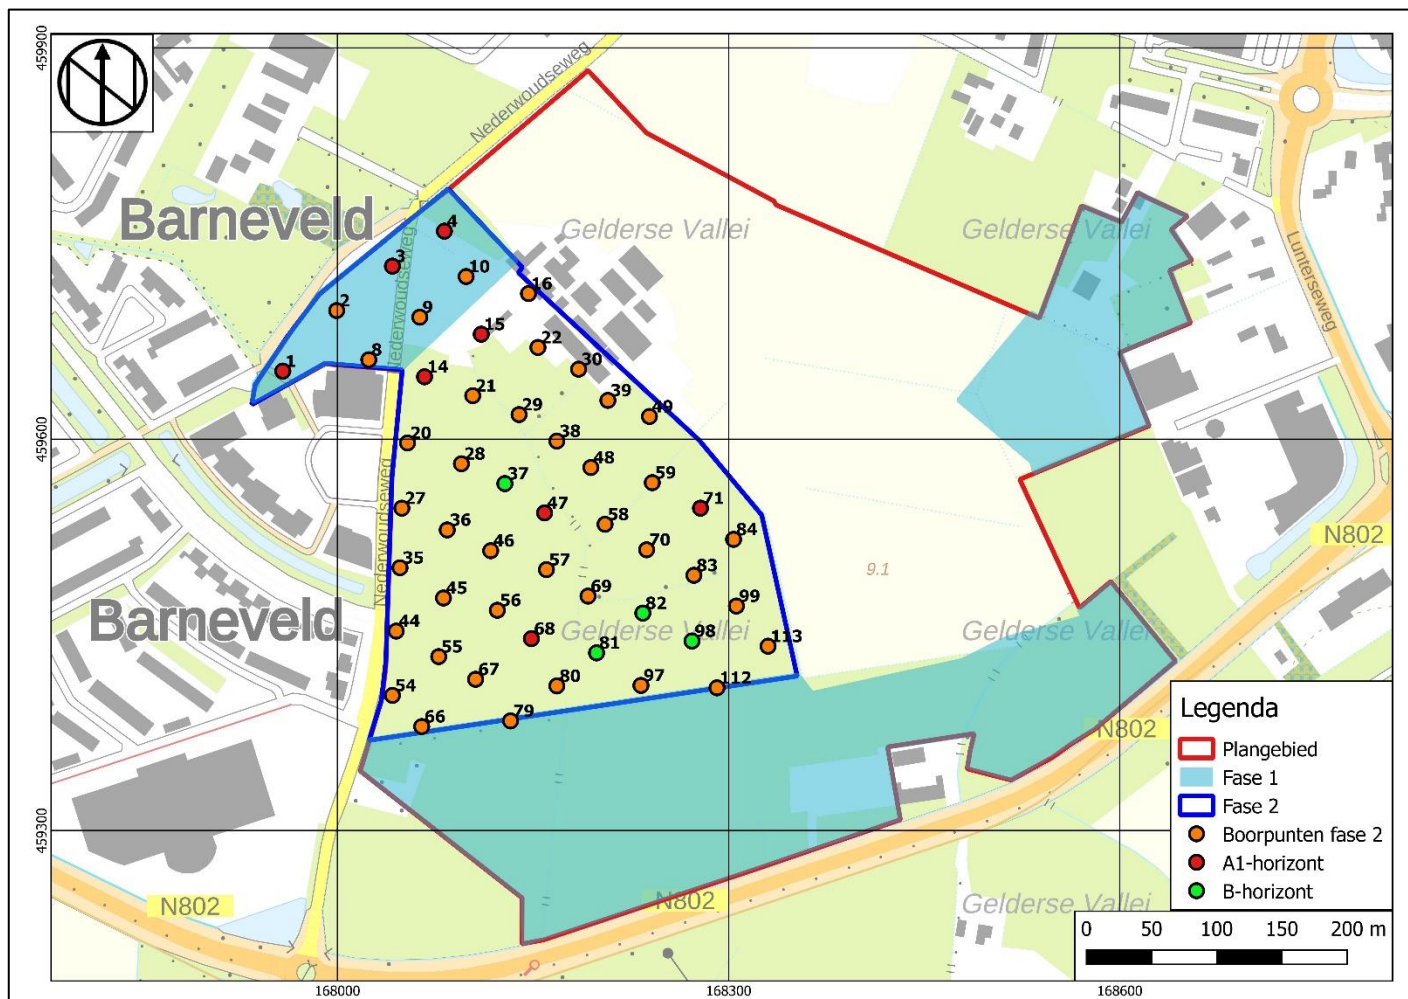 459900
459600
459300
168000
168300
168600
Nederwoudseweg
Barneveld
Gelderse Vallei
Gelderse Vallei
Lunterseweg
Nederwoudseweg
4
3
10
16
2
9
15
22
8
1
14
30
21
39
29
49
20
38
28
48
37
59
47
71
27
58
36
84
46
70
Nederwoudseweg
N802
35
57
83
9.1
45
69
99
56
82
Barneveld
44
68
98
Gelderse Vallei
Gelderse Vallei
113
55
81
67
80
97
112
54
79
66
N802
N802
N802
Gelderse Vallei
Legenda
Plangebied
Fase 1
Fase 2
Boorpunten fase 2
A1-horizont
B-horizont
0 50 100 150 200 m